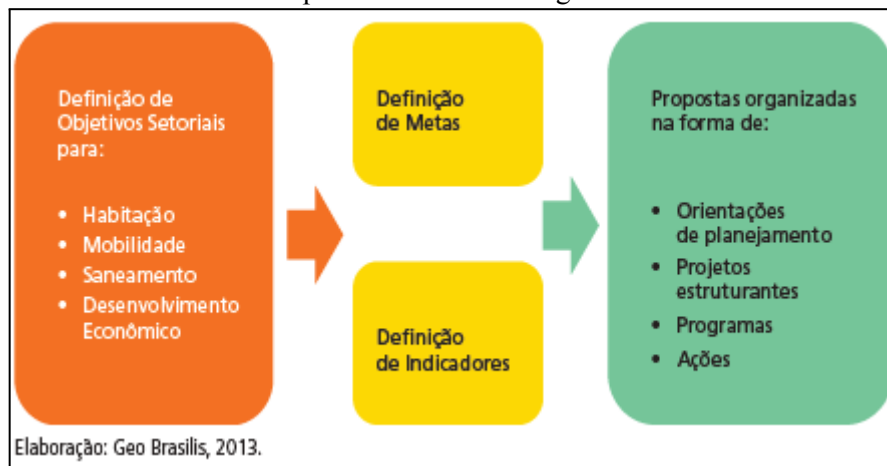 Definição de
Objetivos Setoriais
para:
• Habitação
• Mobilidade
• Saneamento
• Desenvolvimento
Econômico
Definição
de Metas
Definição
de Indicadores
Propostas organizadas
na forma de:
• Orientações
de planejamento
• Projetos
estruturantes
• Programas
• Ações
Elaboração: Geo Brasilis, 2013.